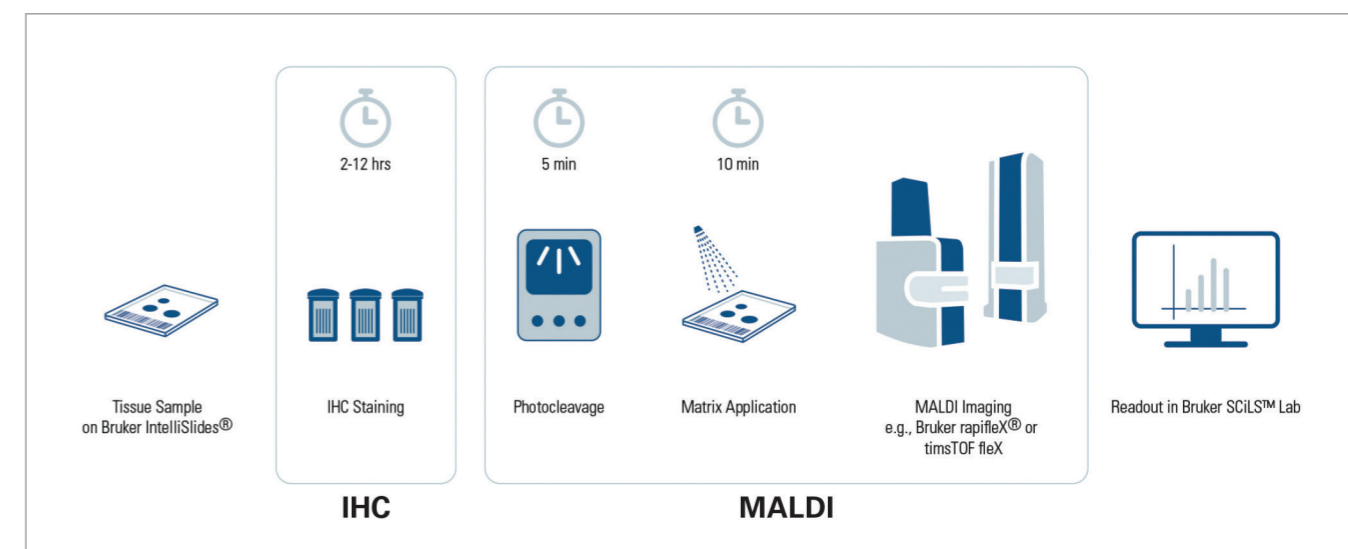 2-12 hrs
5 min
10 min
Tissue Sample
on Bruker IntelliSlides®
IHC Staining
Photocleavage
Matrix Application
MALDI Imaging
e.g., Bruker rapifleX® or
timsTOF fleX
Readout in Bruker SCiLS™ Lab
IHC
MALDI